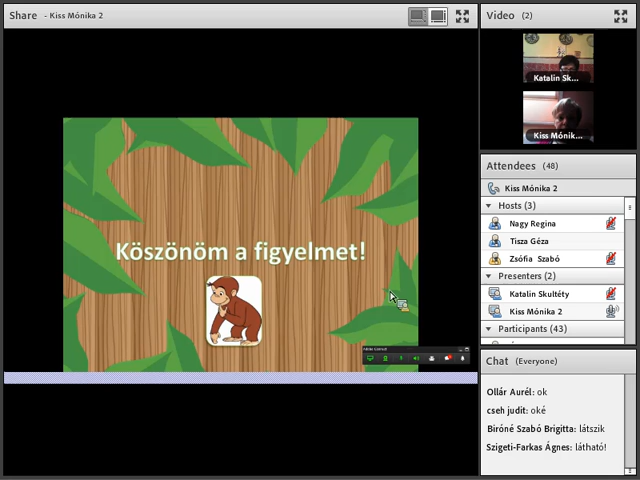 Share - Kiss Mónika 2
Video (2)
Katalin Sk...
Kiss Mónik...
Attendees (48)
Kiss Mónika 2
Hosts (3)
Nagy Regina
Tisza Géza
Zsófia Szabó
Presenters (2)
Katalin Skultéty
Kiss Mónika 2
Participants (43)
Köszönöm a figyelmet!
Chat (Everyone)
Ollár Aurél: ok
cseh judit: oké
Biróné Szabó Brigitta: látszik
Szigeti-Farkas Ágnes: látható!